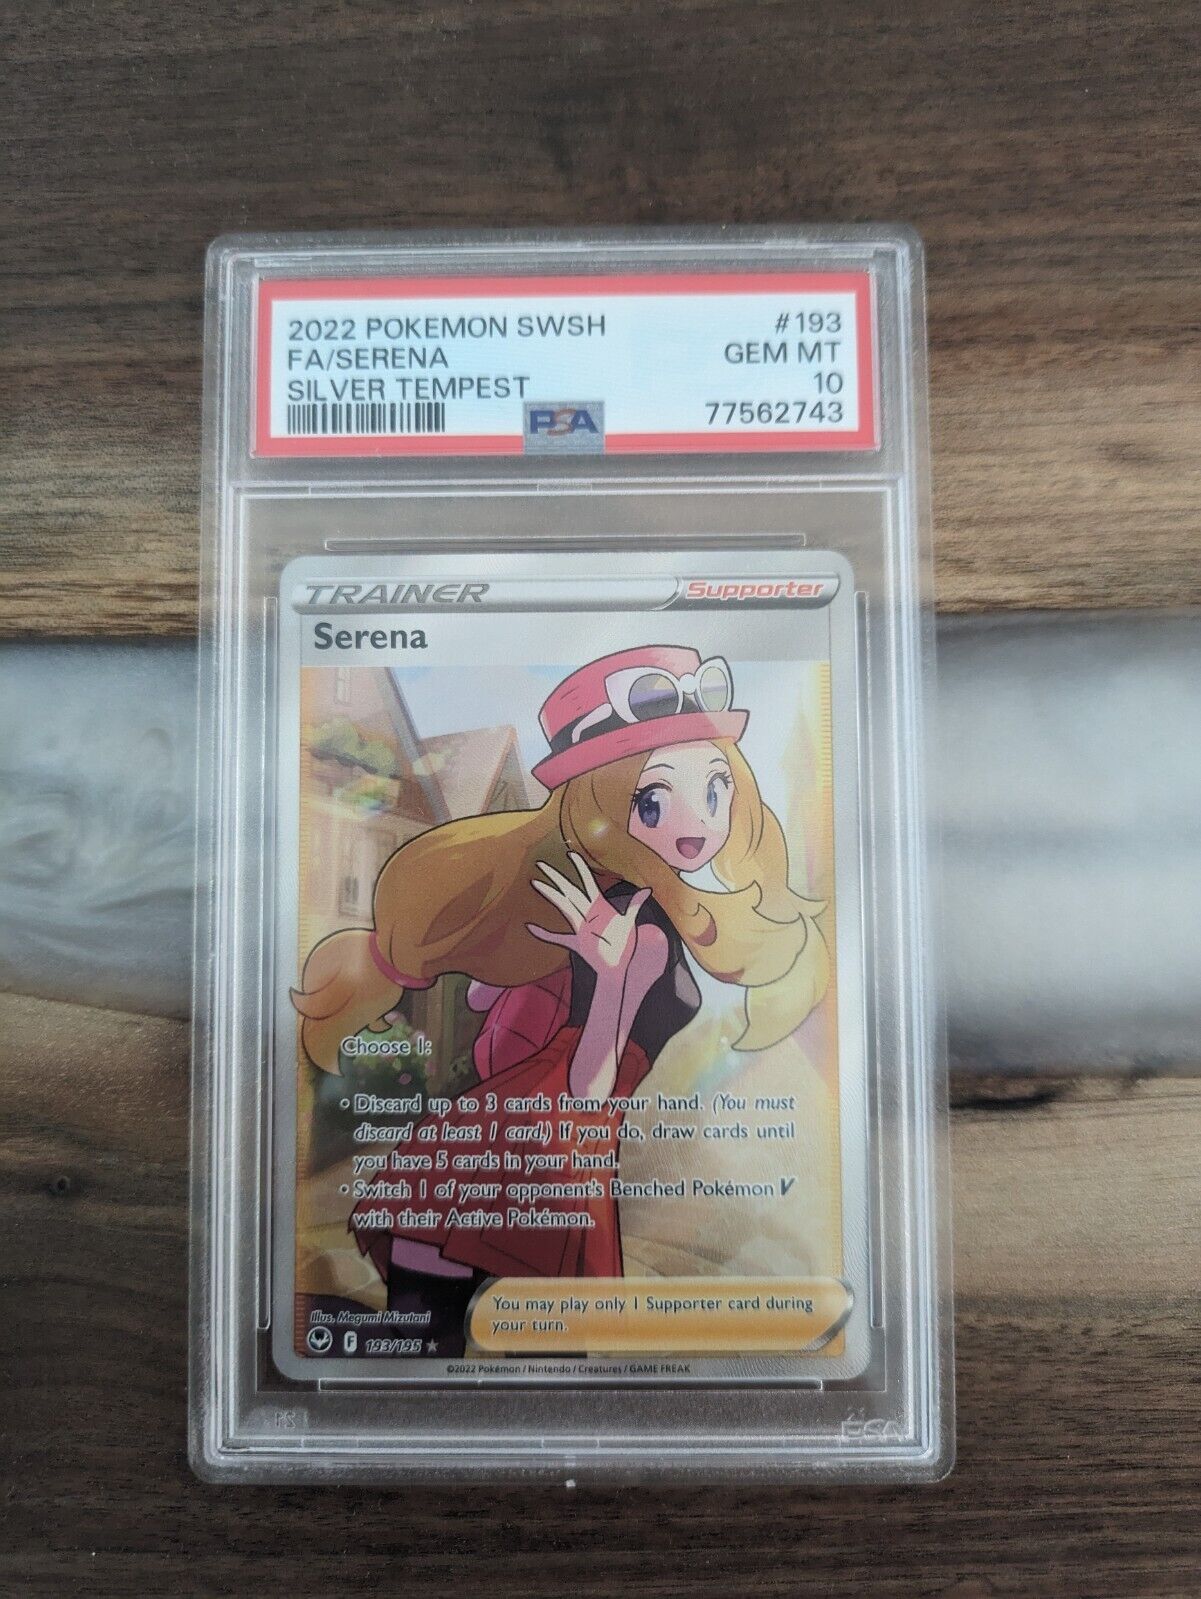 2022 POKEMON SWSH #193
FA/SERENA GEM MT
SILVER TEMPEST 10
PSA 77562743
TRAINER Supporter
Serena
Choose 1:
• Discard up to 3 cards from your hand. (You must
discard at least 1 card.) If you do, draw cards until
you have 5 cards in your hand.
• Switch 1 of your opponent's Benched Pokémon V
with their Active Pokémon.
You may play only 1 Supporter card during
your turn.
Illus. Megumi Mizutani
F 193/195 ★
©2022 Pokémon / Nintendo / Creatures / GAME FREAK
PSA